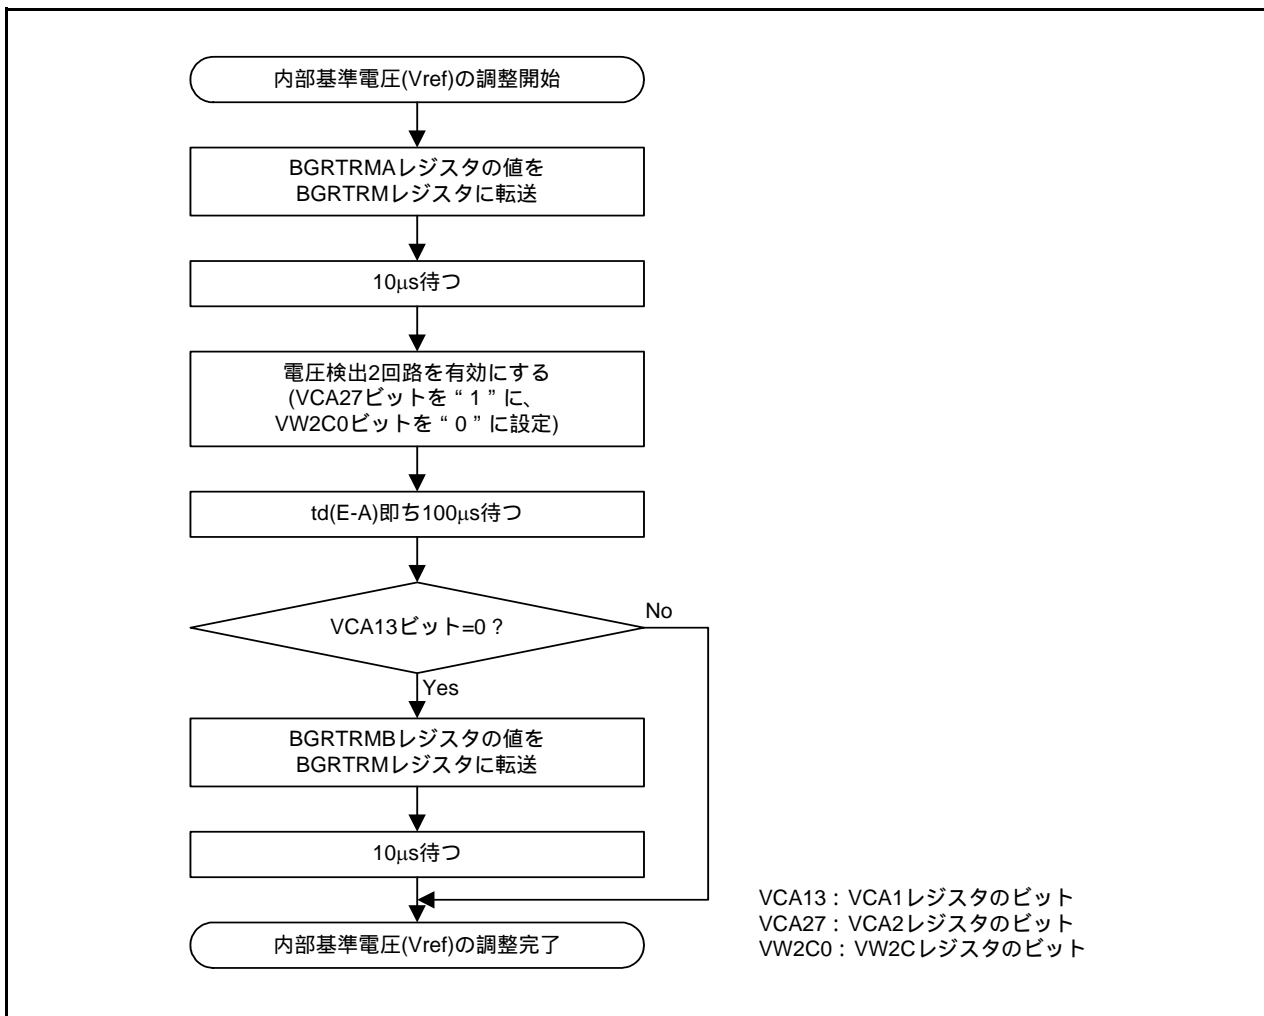 内部基準電圧(Vref)の調整開始
BGRTRMAレジスタの値を
BGRTRMレジスタに転送
10μs待つ
電圧検出2回路を有効にする
(VCA27ビットを“1”に、
VW2C0ビットを“0”に設定)
td(E-A)即ち100μs待つ
VCA13ビット=0？
No
Yes
BGRTRMBレジスタの値を
BGRTRMレジスタに転送
10μs待つ
内部基準電圧(Vref)の調整完了
VCA13：VCA1レジスタのビット
VCA27：VCA2レジスタのビット
VW2C0：VW2Cレジスタのビット